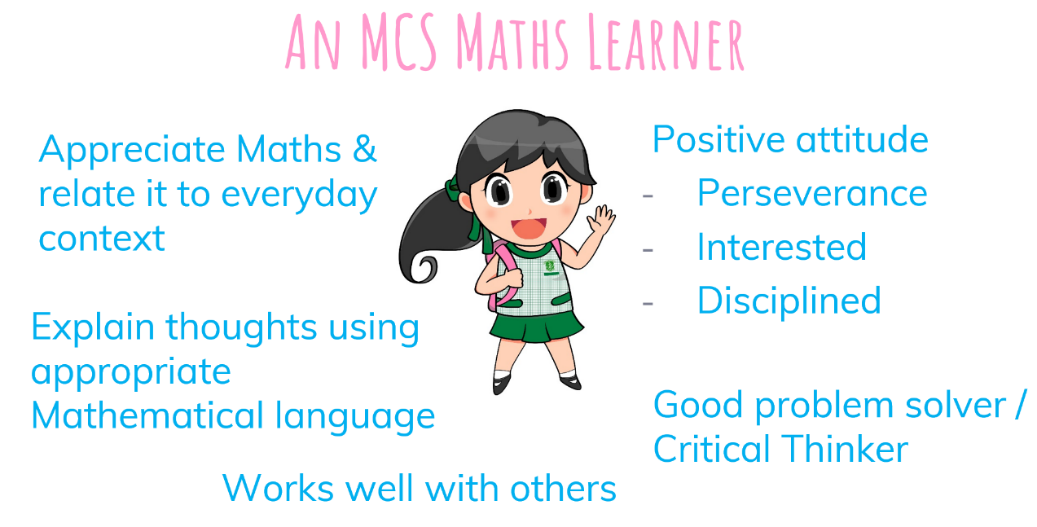 An MCS Maths Learner
Appreciate Maths &
relate it to everyday
context
Explain thoughts using
appropriate
Mathematical language
Works well with others
Positive attitude
- Perseverance
- Interested
- Disciplined
Good problem solver /
Critical Thinker